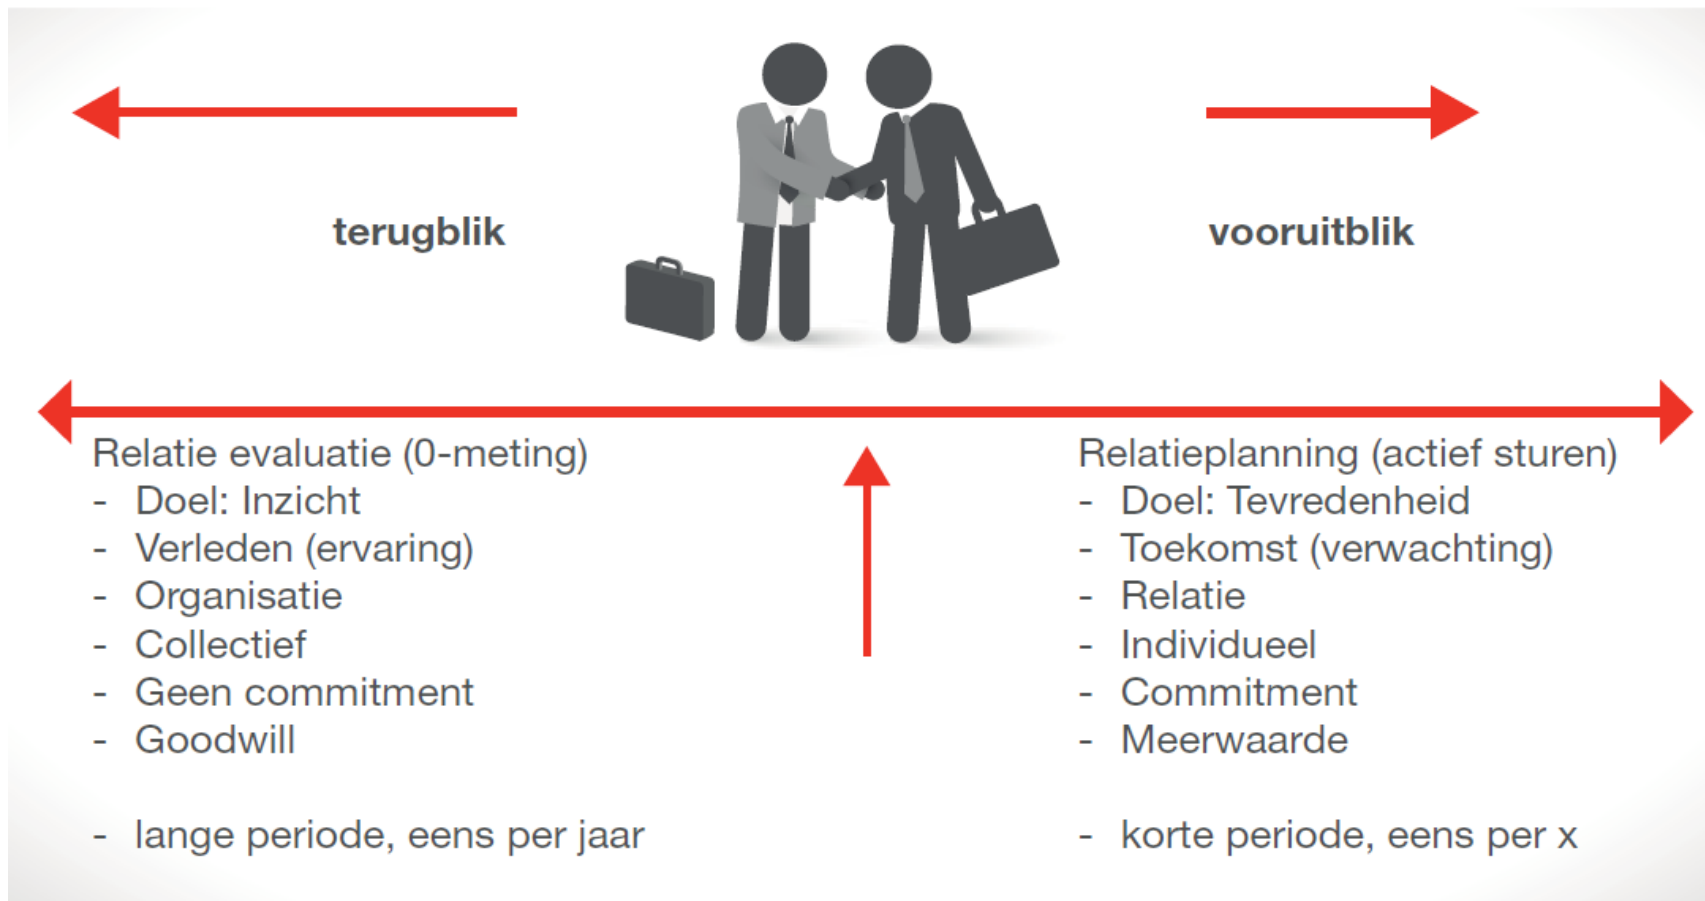 terugblik
vooruitblik
Relatie evaluatie (0-meting)
- Doel: Inzicht
- Verleden (ervaring)
- Organisatie
- Collectief
- Geen commitment
- Goodwill
- lange periode, eens per jaar
Relatieplanning (actief sturen)
- Doel: Tevredenheid
- Toekomst (verwachting)
- Relatie
- Individueel
- Commitment
- Meerwaarde
- korte periode, eens per x